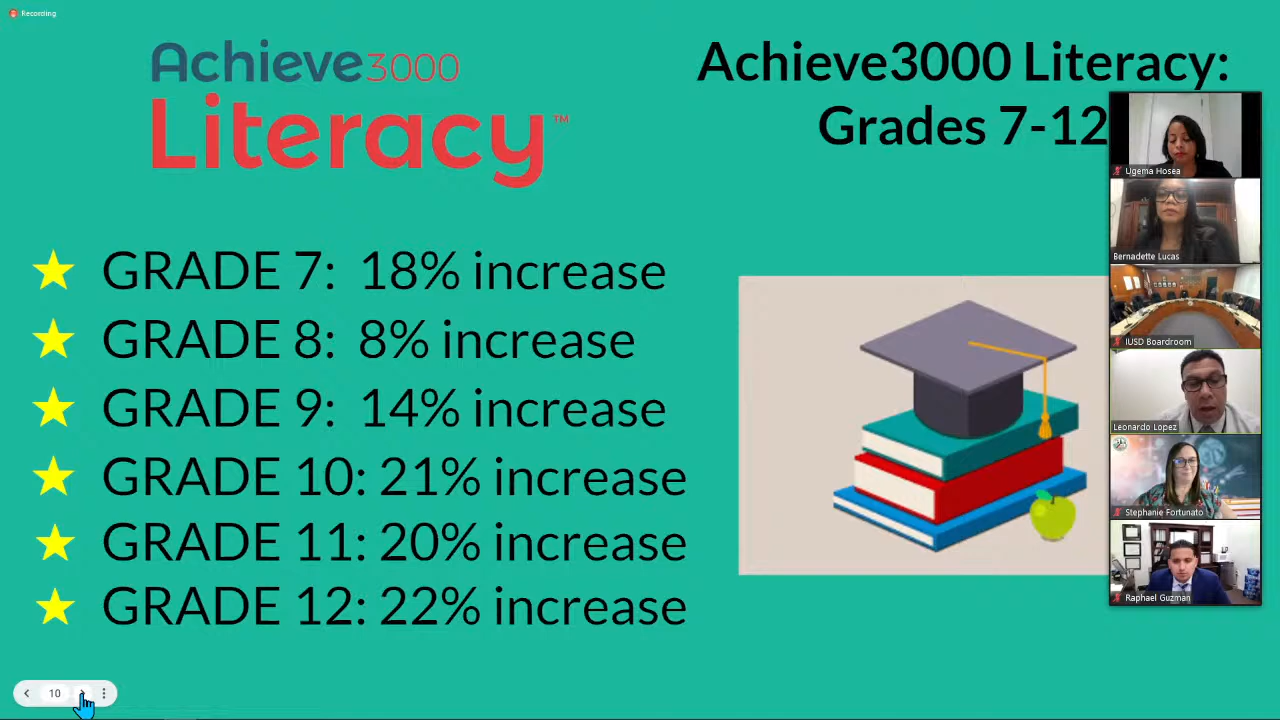 Recording
Achieve3000
Literacy™
Achieve3000 Literacy:
Grades 7-12
GRADE 7: 18% increase
GRADE 8: 8% increase
GRADE 9: 14% increase
GRADE 10: 21% increase
GRADE 11: 20% increase
GRADE 12: 22% increase
Ugema Hosea
Bernadette Lucas
IUSD Boardroom
Leonardo Lopez
Stephanie Fortunato
Raphael Guzman
10